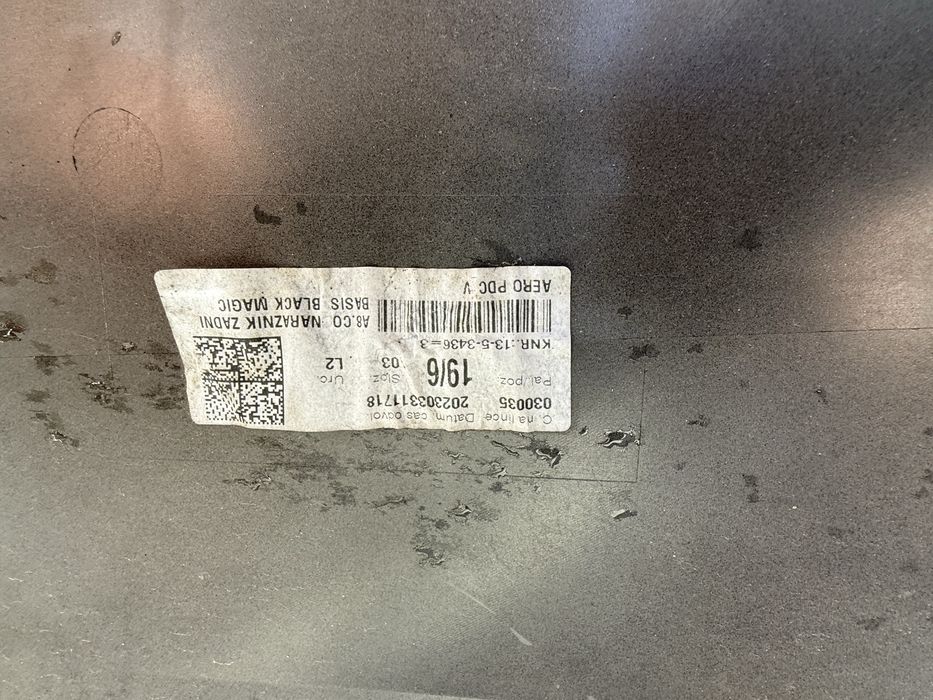 C. na lince Datum, cas odvol
030035 202303311718
Pal./poz Sloz Urc
19/6 03 L2
KNR.:13-5-3436=3
A8.CO NARAZNIK ZADNI
BASIS BLACK MAGIC
AERO PDC V